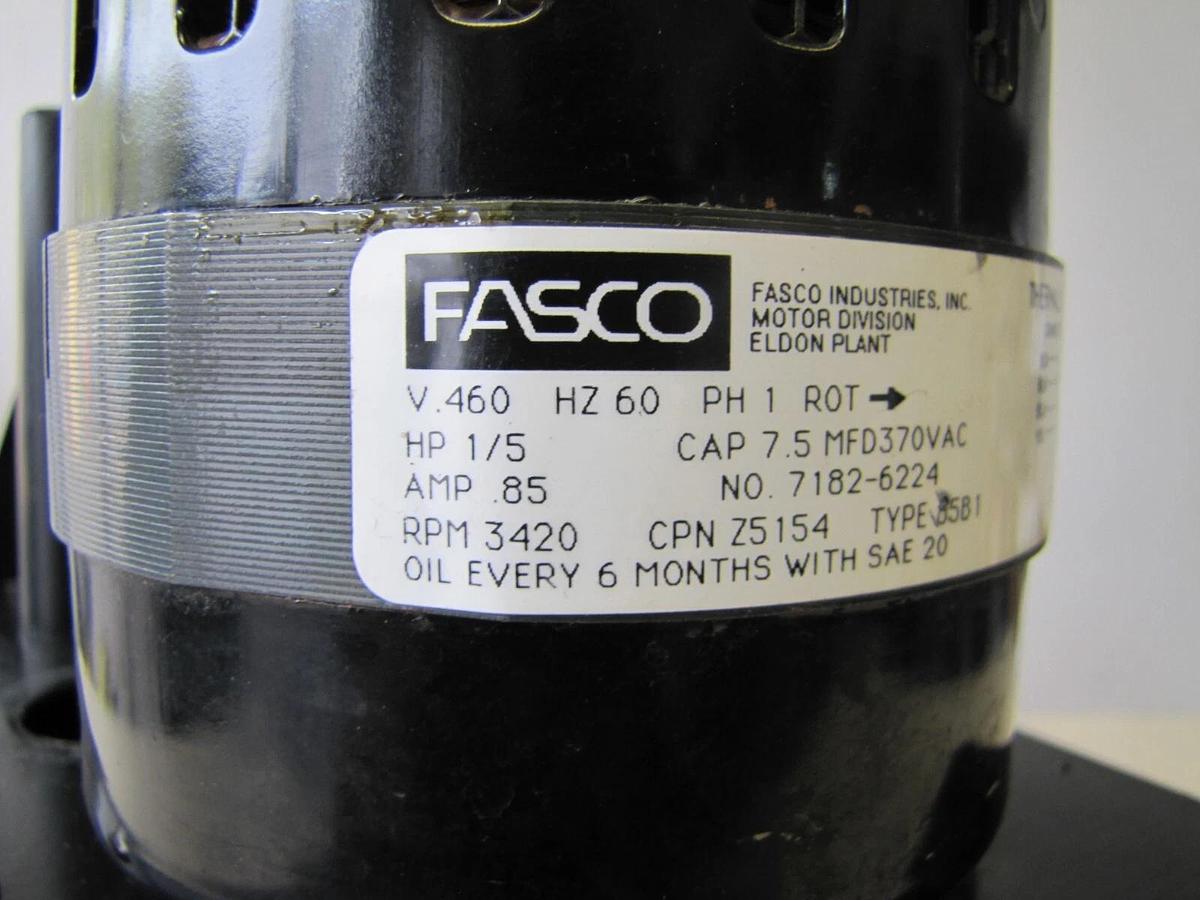 FASCO
FASCO INDUSTRIES, INC.
MOTOR DIVISION
ELDON PLANT
V.460 HZ 60 PH 1 ROT →
HP 1/5 CAP 7.5 MFD370VAC
AMP .85 NO. 7182-6224
RPM 3420 CPN Z5154 TYPE
OIL EVERY 6 MONTHS WITH SAE 20